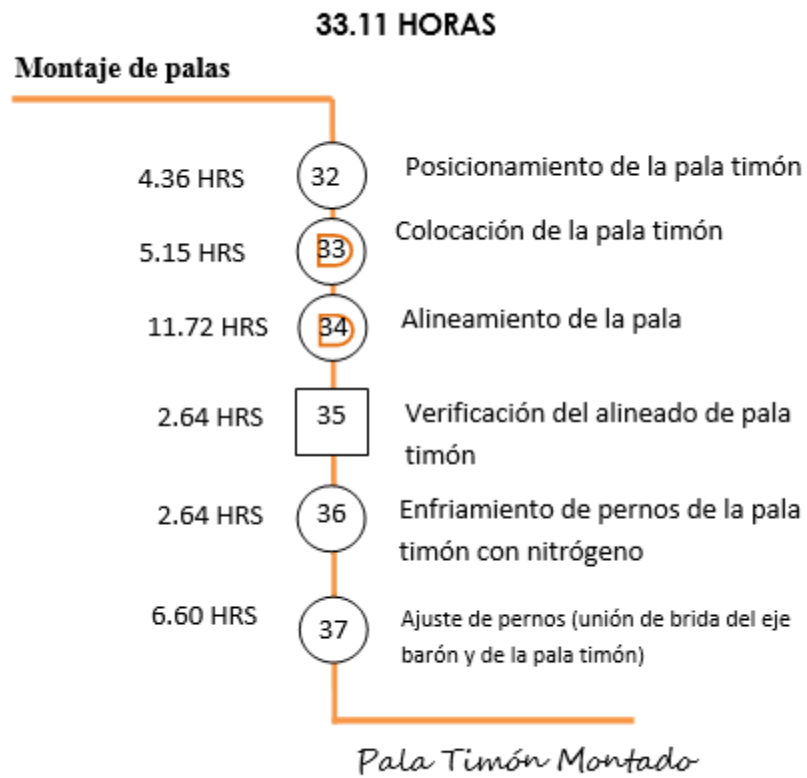 33.11 HORAS
Montaje de palas
4.36 HRS
32
Posicionamiento de la pala timón
5.15 HRS
33
Colocación de la pala timón
11.72 HRS
34
Alineamiento de la pala
2.64 HRS
35
Verificación del alineado de pala
timón
2.64 HRS
36
Enfriamiento de pernos de la pala
timón con nitrógeno
6.60 HRS
37
Ajuste de pernos (unión de brida del eje
barón y de la pala timón)
Pala Timón Montado